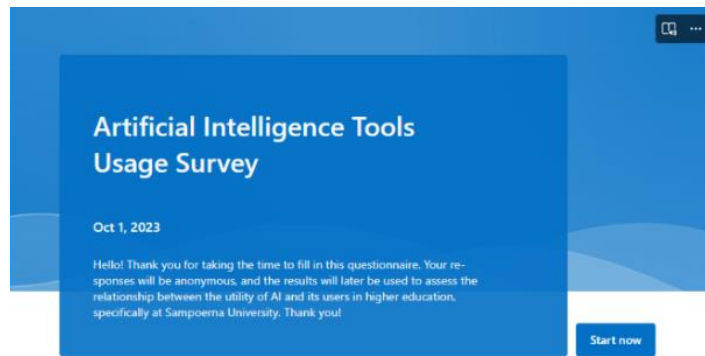 Artificial Intelligence Tools
Usage Survey
Oct 1, 2023
Hello! Thank you for taking the time to fill in this questionnaire. Your re-
sponses will be anonymous, and the results will later be used to assess the
relationship between the utility of AI and its users in higher education,
specifically at Sampoerna University. Thank you!
Start now